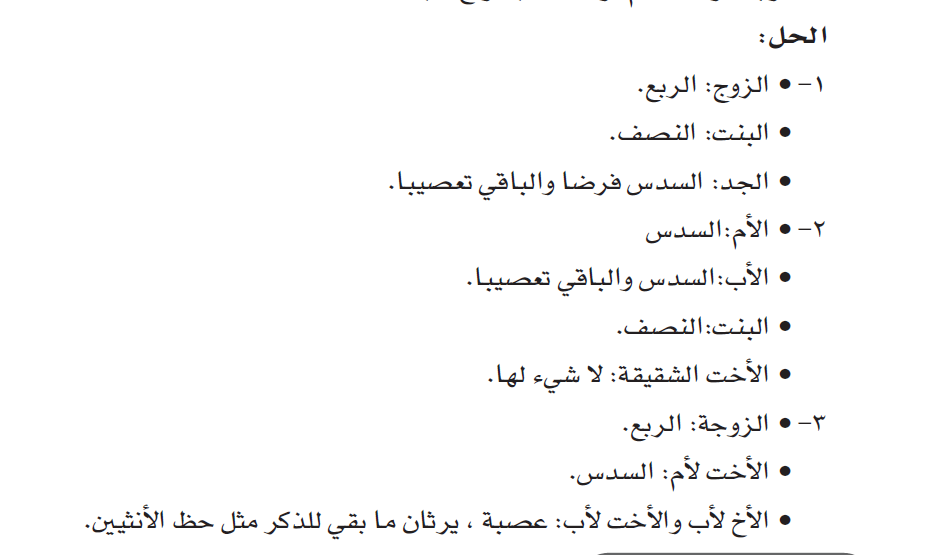 الحل:
١- • الزوج: الربع.
• البنت: النصف.
• الجد: السدس فرضا والباقي تعصيبا.
٢- • الأم:السدس
• الأب:السدس والباقي تعصيبا.
• البنت:النصف.
• الأخت الشقيقة: لا شيء لها.
٣- • الزوجة: الربع.
• الأخت لأم: السدس.
• الأخ لأب والأخت لأب: عصبة ، يرثان ما بقي للذكر مثل حظ الأنثيين.